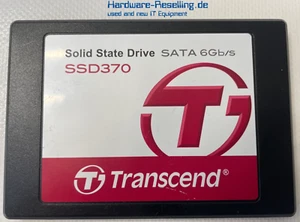 Hardware-Reselling.de
used and new IT Equipment
Solid State Drive SATA 6Gb/s
SSD370
Transcend®